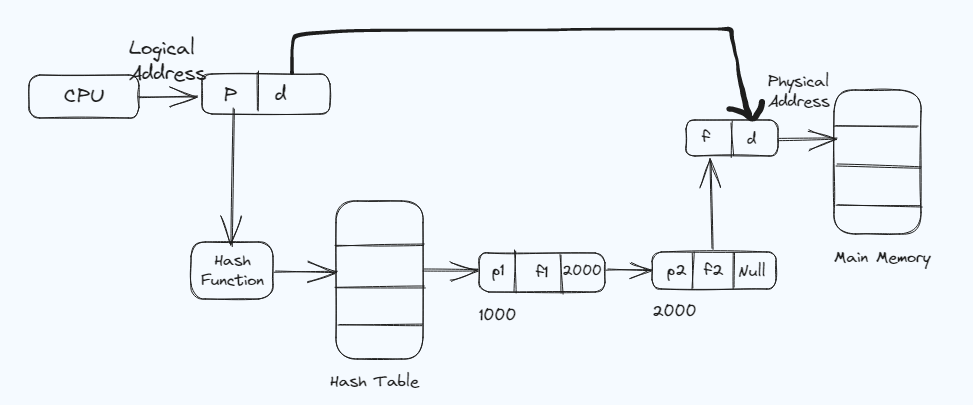 Logical
Address
CPU
p
d
Physical
Address
f
d
Main Memory
Hash
Function
p1
f1
2000
1000
p2
f2
Null
2000
Hash Table